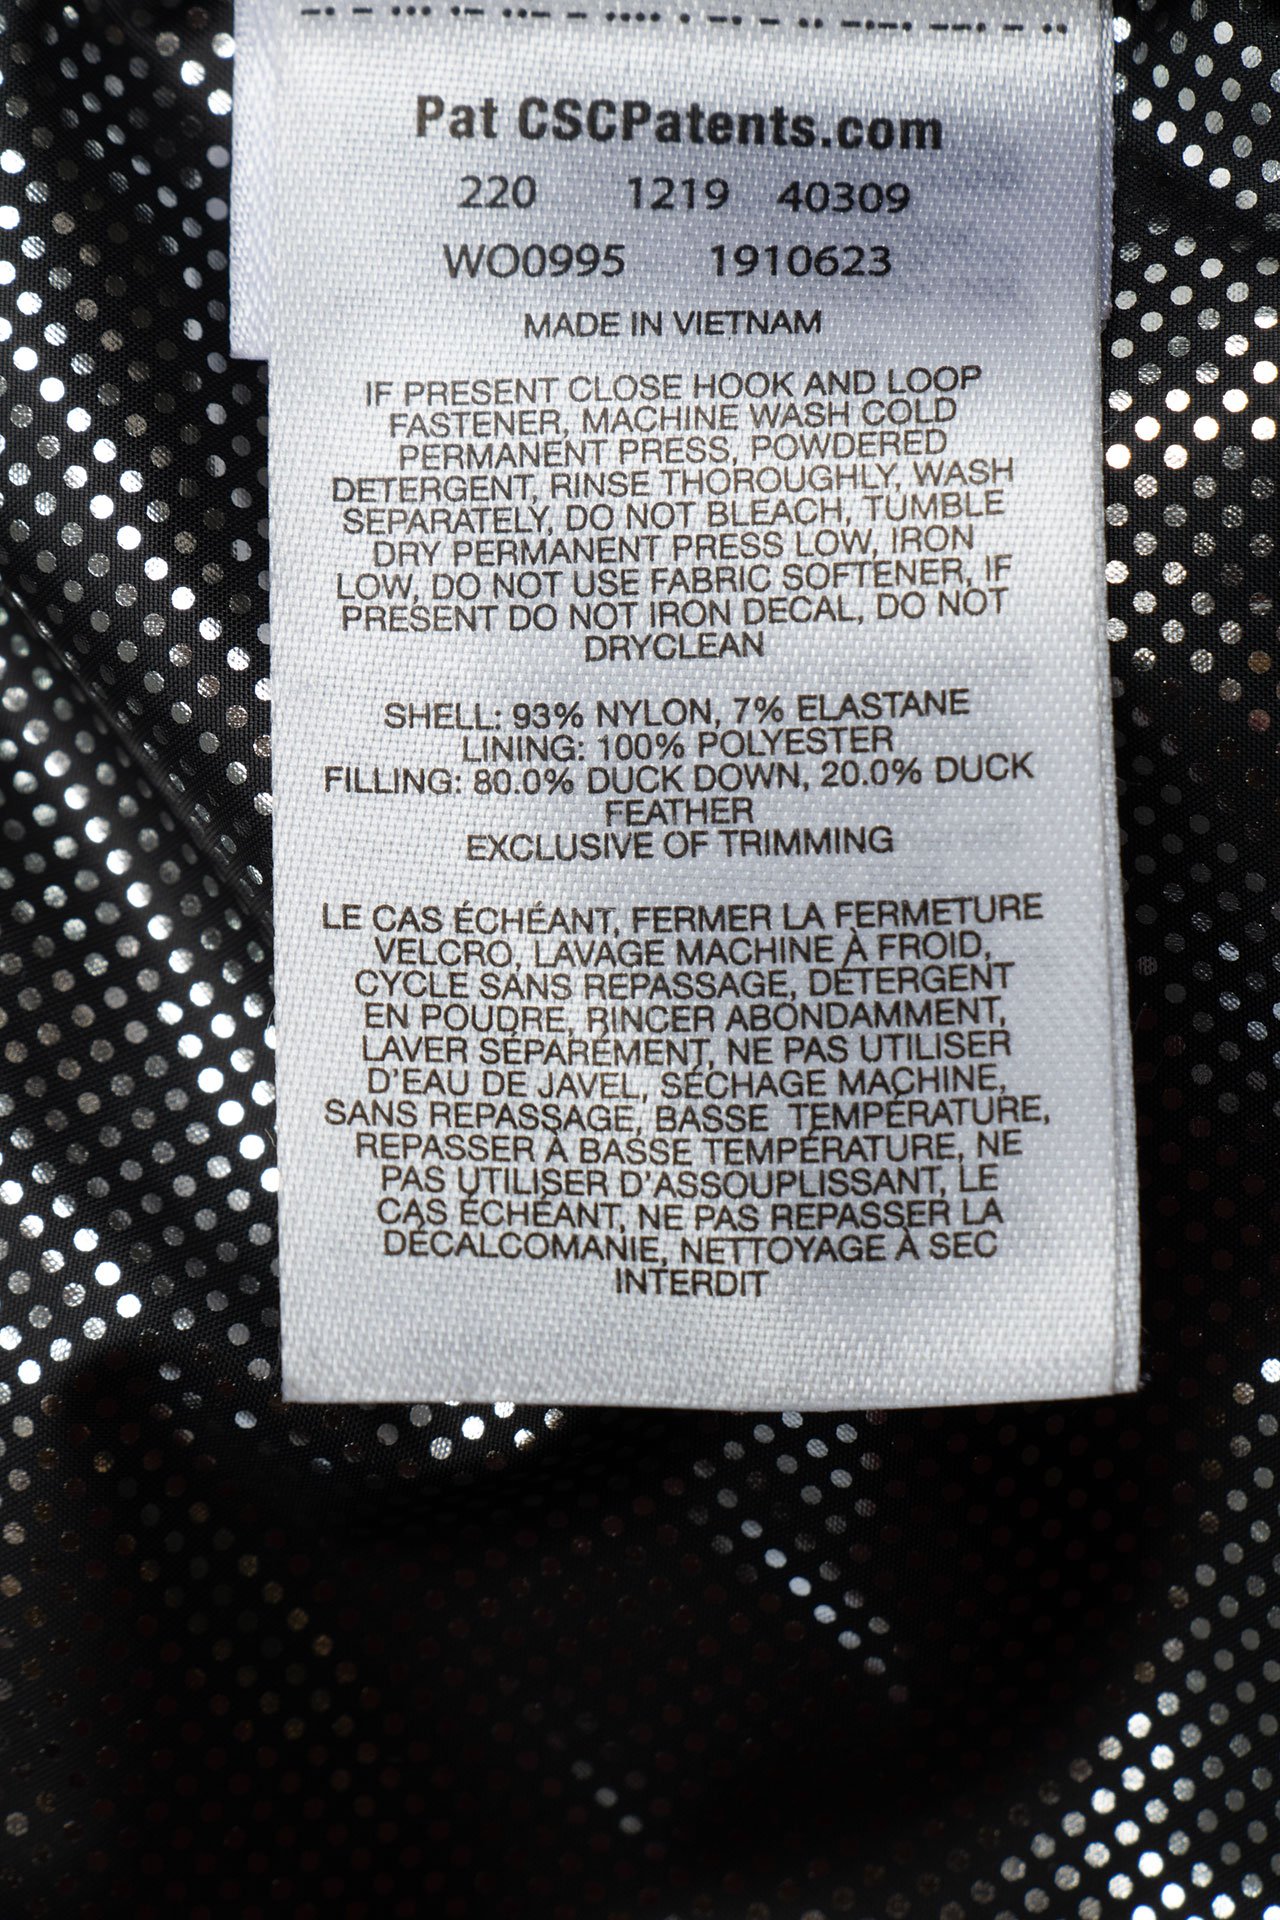 Pat CSCPatents.com
220 1219 40309
WO0995 1910623
MADE IN VIETNAM
IF PRESENT CLOSE HOOK AND LOOP
FASTENER, MACHINE WASH COLD
PERMANENT PRESS, POWDERED
DETERGENT, RINSE THOROUGHLY, WASH
SEPARATELY, DO NOT BLEACH, TUMBLE
DRY PERMANENT PRESS LOW, IRON
LOW, DO NOT USE FABRIC SOFTENER, IF
PRESENT DO NOT IRON DECAL, DO NOT
DRYCLEAN
SHELL: 93% NYLON, 7% ELASTANE
LINING: 100% POLYESTER
FILLING: 80.0% DUCK DOWN, 20.0% DUCK
FEATHER
EXCLUSIVE OF TRIMMING
LE CAS ÉCHÉANT, FERMER LA FERMETURE
VELCRO, LAVAGE MACHINE À FROID,
CYCLE SANS REPASSAGE, DÉTERGENT
EN POUDRE, RINCER ABONDAMMENT,
LAVER SÉPARÉMENT, NE PAS UTILISER
D'EAU DE JAVEL, SÉCHAGE MACHINE,
SANS REPASSAGE, BASSE TEMPÉRATURE,
REPASSER À BASSE TEMPÉRATURE, NE
PAS UTILISER D'ASSOUPLISSANT, LE
CAS ÉCHÉANT, NE PAS REPASSER LA
DÉCALCOMANIE, NETTOYAGE À SEC
INTERDIT